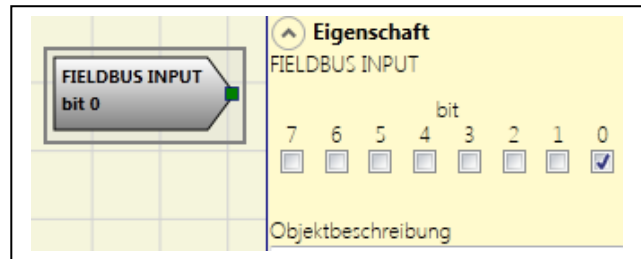 FIELDBUS INPUT
bit 0
Eigenschaft
FIELDBUS INPUT
bit
7 6 5 4 3 2 1 0
Objektbeschreibung